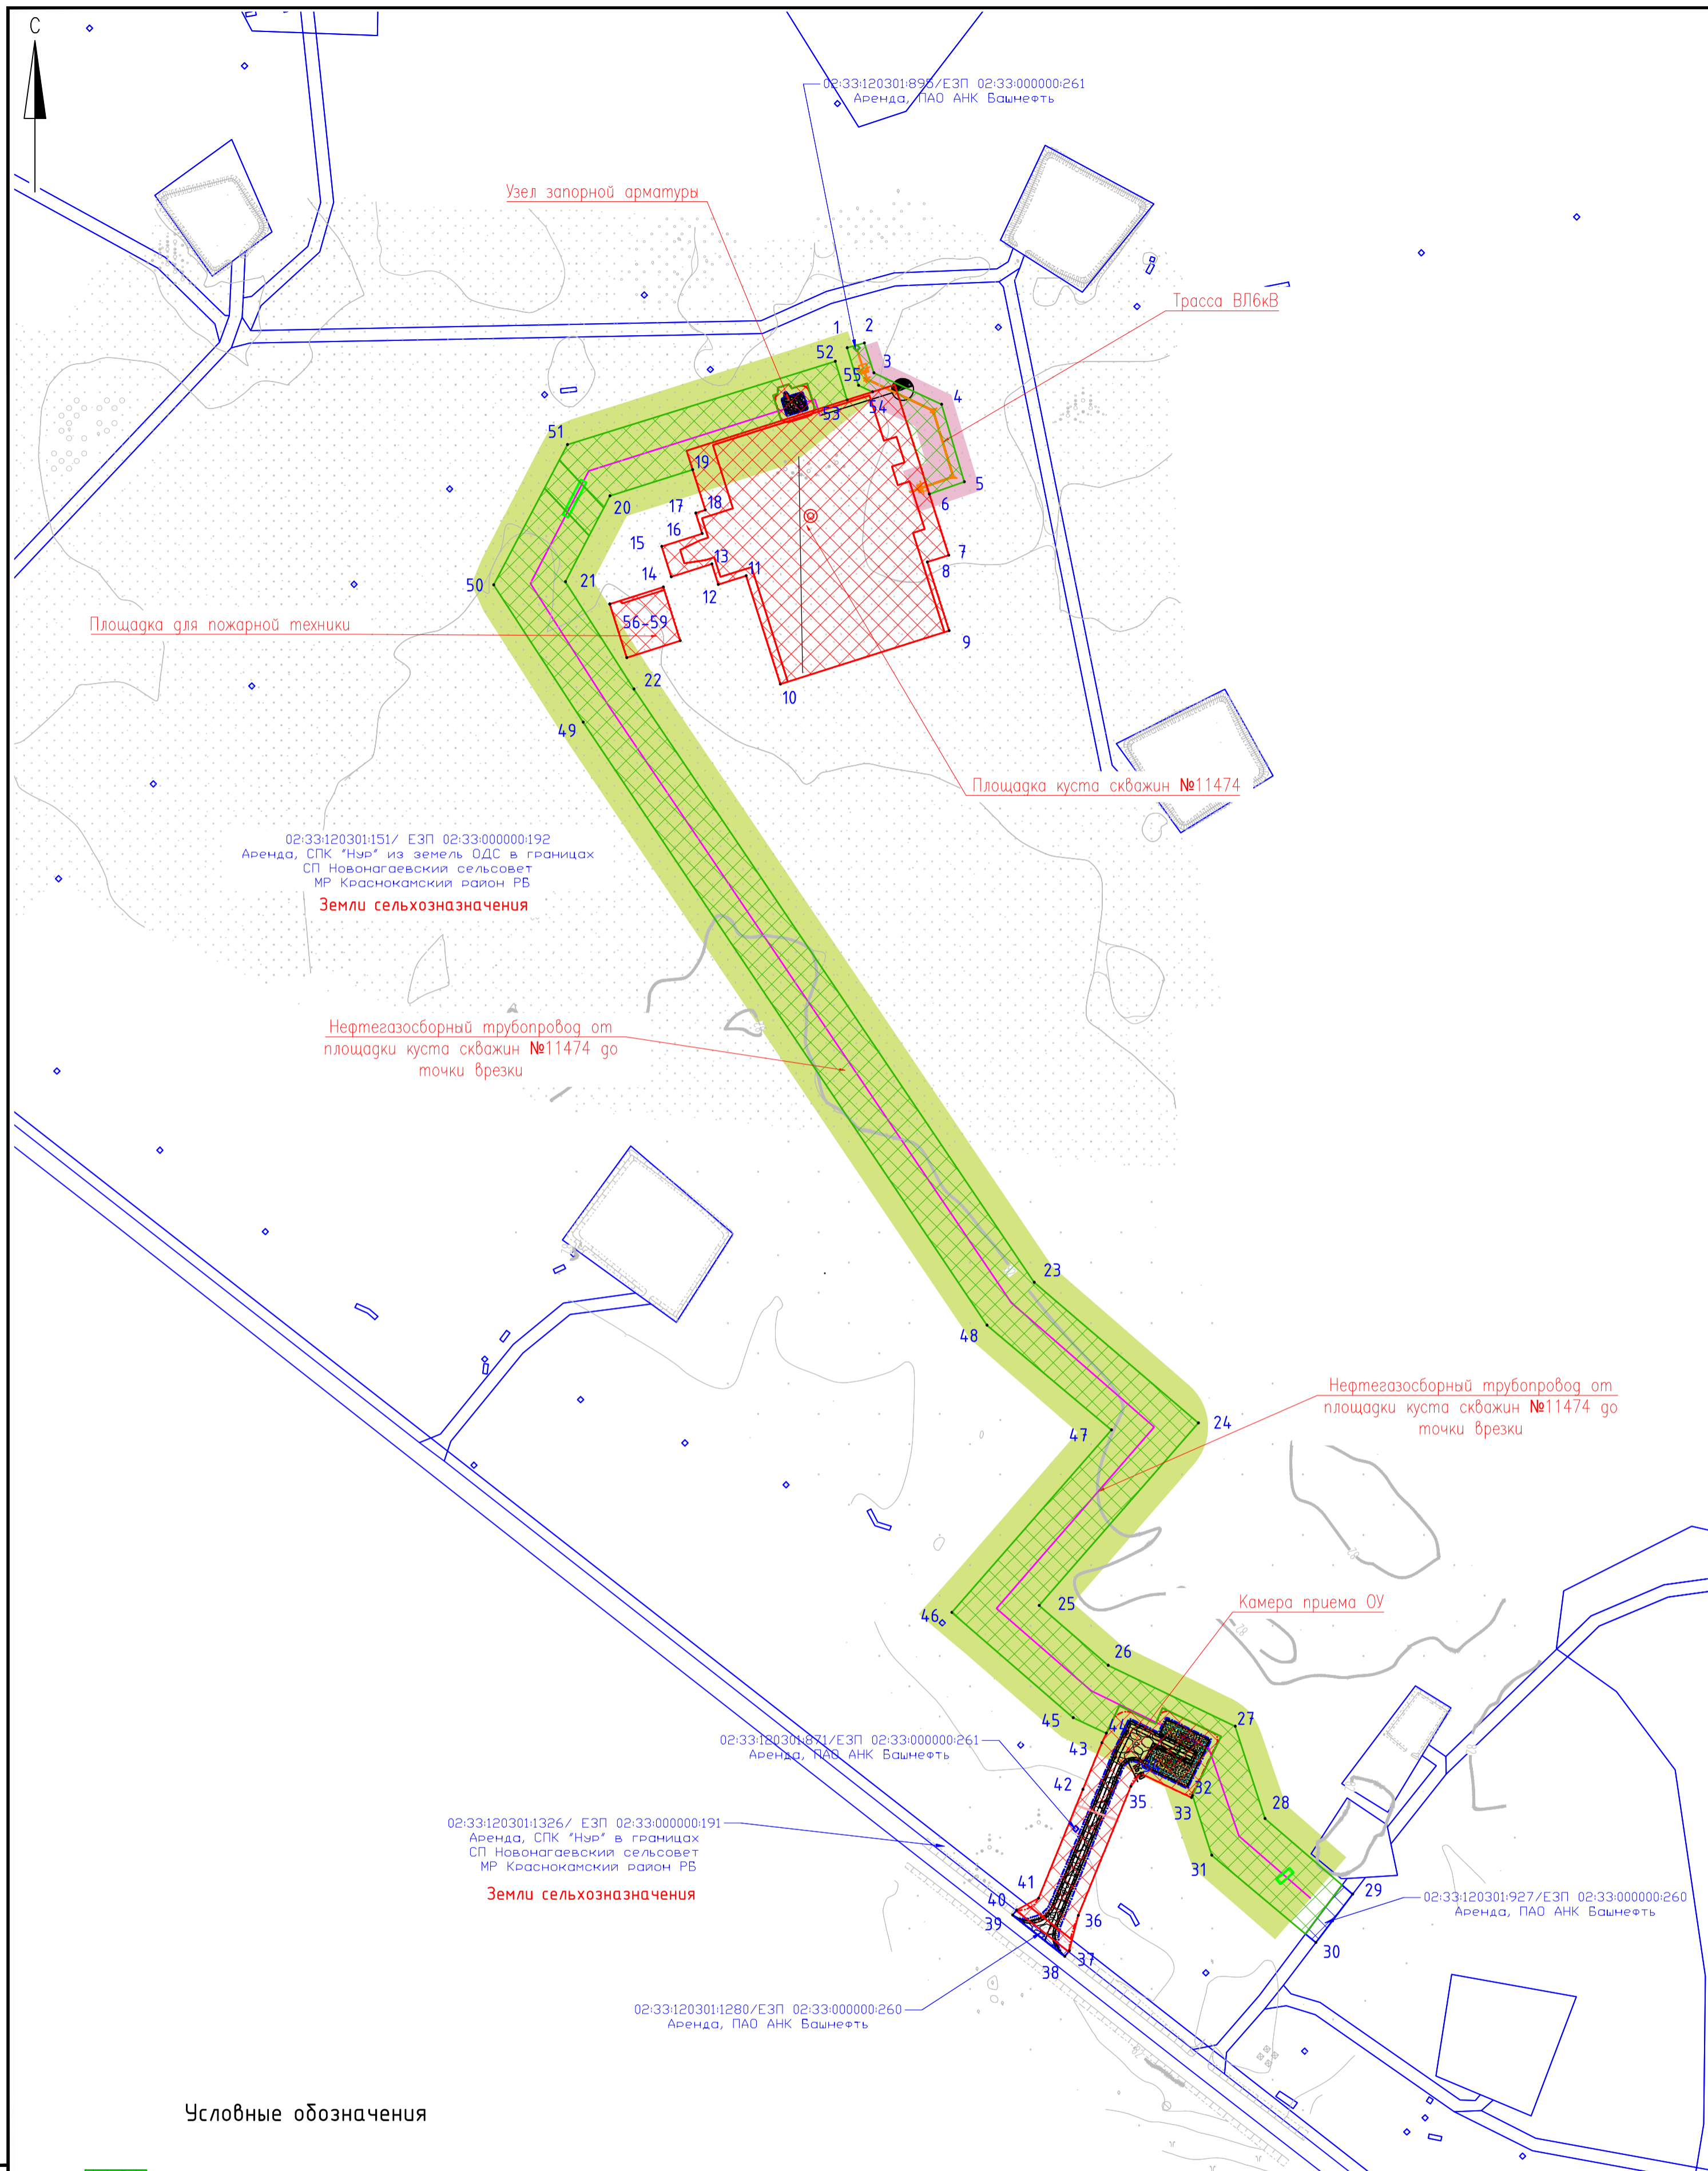 С
02:33:120301:895/ЕЗП 02:33:000000:261
Аренда, ПАО АНК Башнефть
Узел запорной арматуры
Трасса ВЛ6кВ
1
2
52
3
55
4
53
54
51
19
5
20
6
17
18
16
15
7
13
8
14
11
50
21
12
Площадка для пожарной техники
56-59
9
22
10
49
Площадка куста скважин №11474
02:33:120301:151/ ЕЗП 02:33:000000:192
Аренда, СПК "Нур" из земель ОДС в границах
СП Новонагаевский сельсовет
МР Краснокамский район РБ
Земли сельхозназначения
Нефтегазосборный трубопровод от
площадки куста скважин №11474 до
точки врезки
23
48
Нефтегазосборный трубопровод от
площадки куста скважин №11474 до
точки врезки
24
47
Камера приема ОУ
25
46
26
45
44
27
02:33:120301:871/ЕЗП 02:33:000000:261
Аренда, ПАО АНК Башнефть
43
42
35
32
33
28
02:33:120301:1326/ ЕЗП 02:33:000000:191
Аренда, СПК "Нур" в границах
СП Новонагаевский сельсовет
МР Краснокамский район РБ
Земли сельхозназначения
31
41
40
39
36
29
02:33:120301:927/ЕЗП 02:33:000000:260
Аренда, ПАО АНК Башнефть
37
38
30
02:33:120301:1280/ЕЗП 02:33:000000:260
Аренда, ПАО АНК Башнефть
Условные обозначения